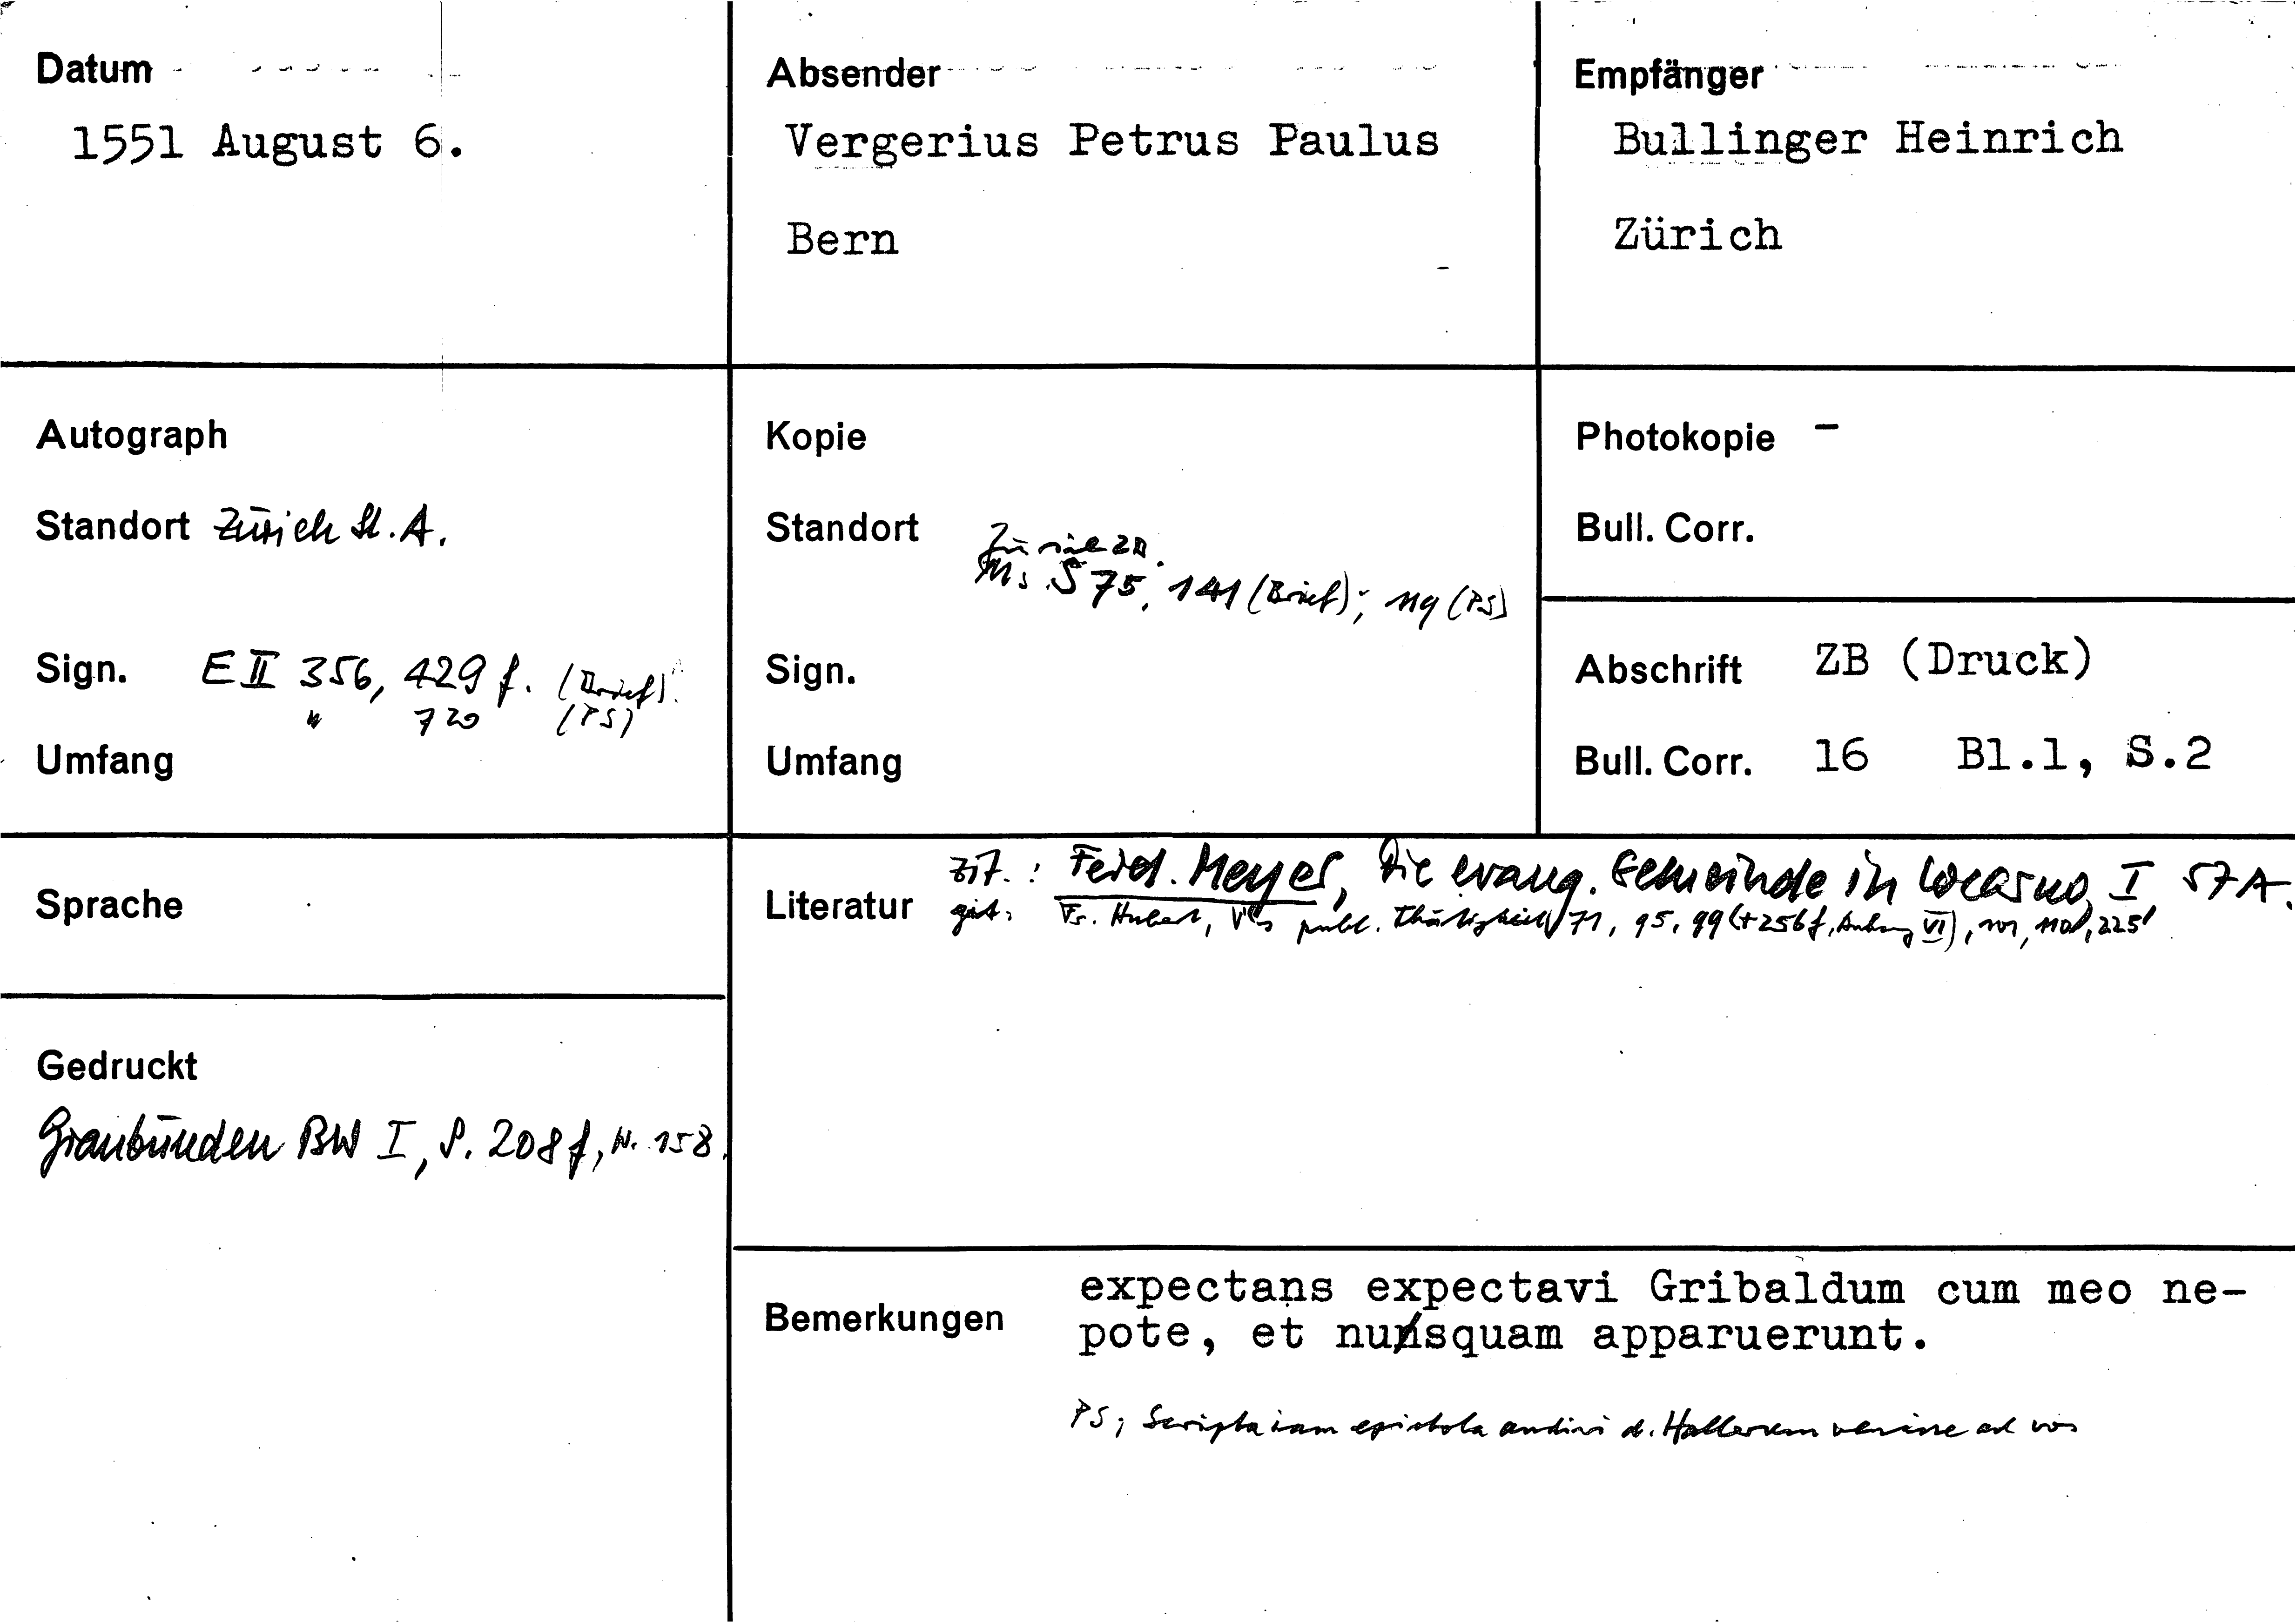 Datum
1551 August 6.
Absender
Vergerius Petrus Paulus
Bern
Empfänger
Bullinger Heinrich
Zürich
Autograph
Standort Zürich St. A.
Sign. E II 356, 429 f. (Brief).
" 720 (PS)
Umfang
Kopie
Standort
Zürich ZB
Ms S 75, 141 (Brief); 119 (PS)
Sign.
Umfang
Photokopie –
Bull. Corr.
Abschrift ZB (Druck)
Bull. Corr. 16 Bl.1, S.2
Sprache
Literatur
zit.: Ferd. Meyer, Die evang. Gemeinde in Locarno I, 57 A.
Fr. Hubert, V's publ. Thätigkeit 71, 95, 99 (+256 f, Anhang VI), 101, 110, 225
Gedruckt
Graubünden BW I, S. 208 f, N. 158.
Bemerkungen
expectans expectavi Gribaldum cum meo ne-
pote, et nusquam apparuerunt.
PS; Scripta iam epistola audivi d. Hallerum venisse ad vos